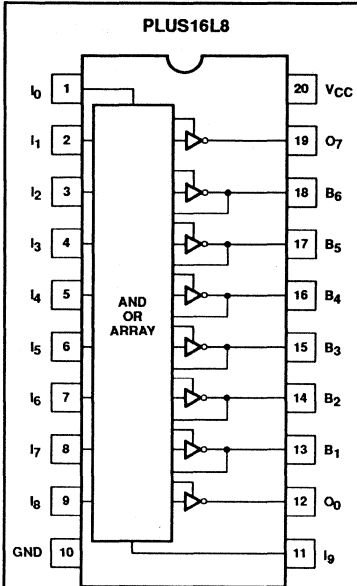 PLUS16L8
I0 1 20 VCC
I1 2 19 O7
I2 3 18 B6
I3 4 17 B5
I4 5 16 B4
AND
OR
ARRAY
I5 6 15 B3
I6 7 14 B2
I7 8 13 B1
I8 9 12 O0
GND 10 11 I9